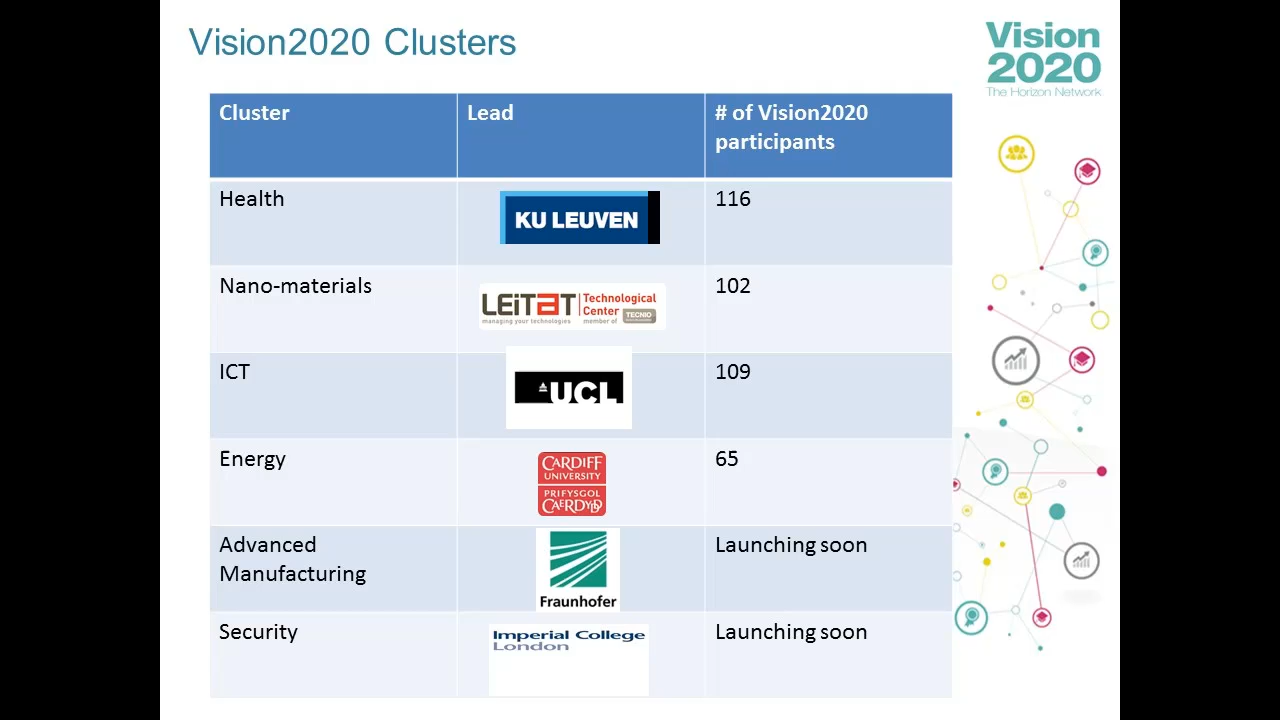 Vision2020 Clusters
Vision
2020
The Horizon Network
Cluster
Lead
# of Vision2020
participants
Health
KU LEUVEN
116
Nano-materials
LEITAT
managing your technologies
Technological
Center
member of
TECNIO
102
ICT
UCL
109
Energy
CARDIFF
UNIVERSITY
PRIFYSGOL
CAERDYDD
65
Advanced
Manufacturing
Fraunhofer
Launching soon
Security
Imperial College
London
Launching soon